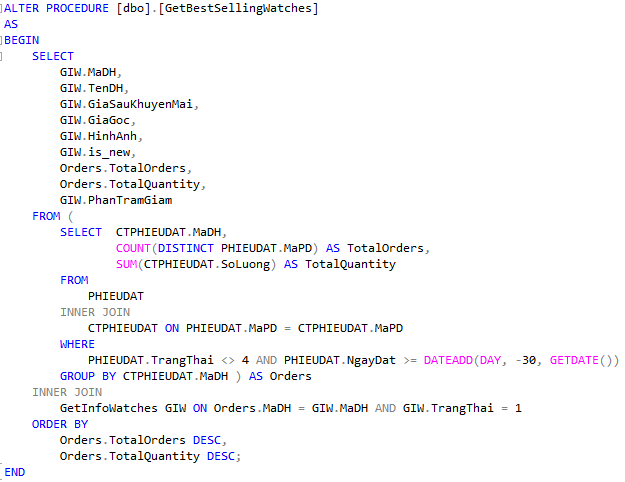 ALTER PROCEDURE [dbo].[GetBestSellingWatches]
AS
BEGIN
    SELECT
        GIW.MaDH,
        GIW.TenDH,
        GIW.GiaSauKhuyenMai,
        GIW.GiaGoc,
        GIW.HinhAnh,
        GIW.is_new,
        Orders.TotalOrders,
        Orders.TotalQuantity,
        GIW.PhanTramGiam
    FROM (
        SELECT  CTPHIEUDAT.MaDH,
                COUNT(DISTINCT PHIEUDAT.MaPD) AS TotalOrders,
                SUM(CTPHIEUDAT.SoLuong) AS TotalQuantity
        FROM
            PHIEUDAT
        INNER JOIN
            CTPHIEUDAT ON PHIEUDAT.MaPD = CTPHIEUDAT.MaPD
        WHERE
            PHIEUDAT.TrangThai <> 4 AND PHIEUDAT.NgayDat >= DATEADD(DAY, -30, GETDATE())
        GROUP BY CTPHIEUDAT.MaDH ) AS Orders
    INNER JOIN
        GetInfoWatches GIW ON Orders.MaDH = GIW.MaDH AND GIW.TrangThai = 1
    ORDER BY
        Orders.TotalOrders DESC,
        Orders.TotalQuantity DESC;
END